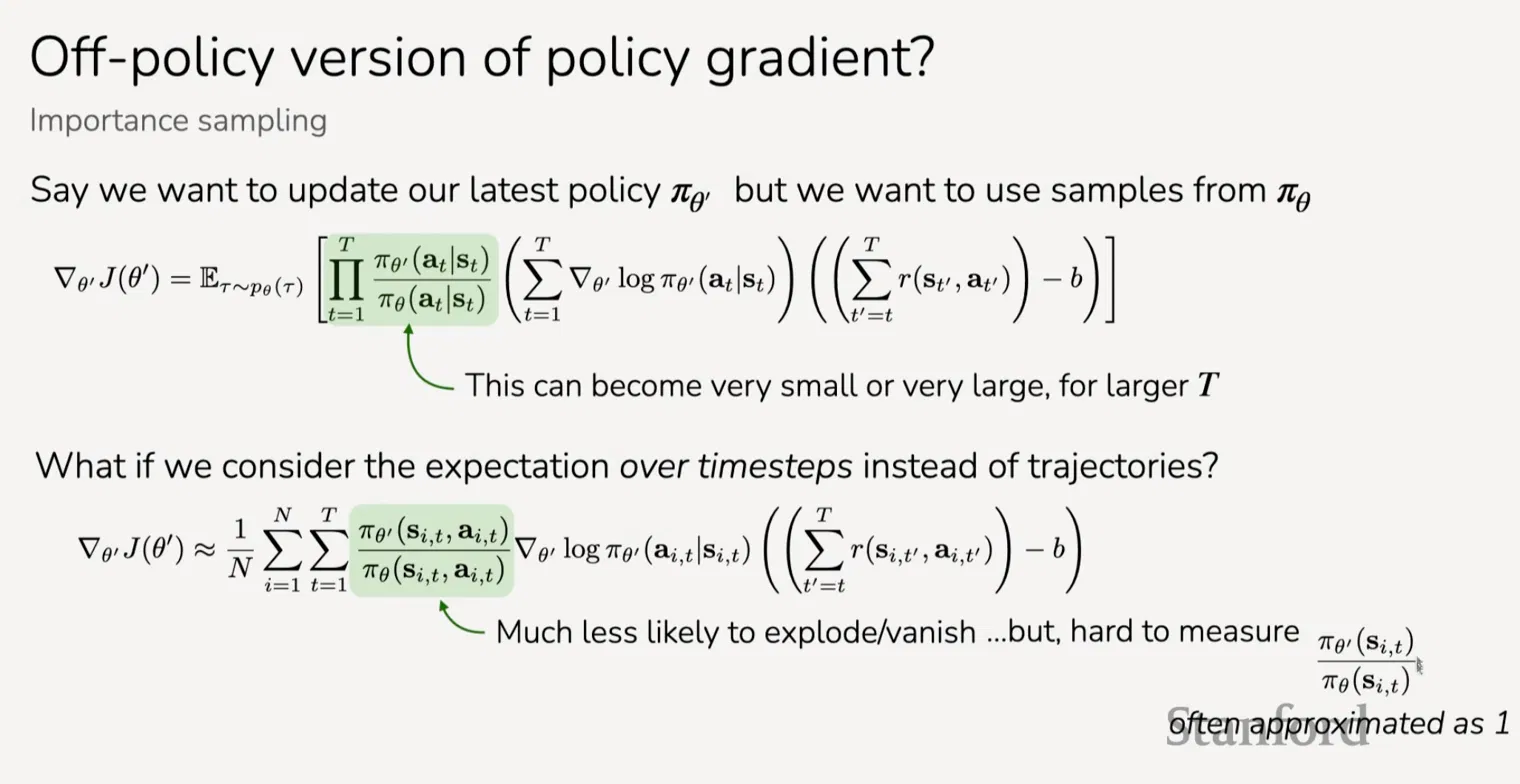 Off-policy version of policy gradient?
Importance sampling
Say we want to update our latest policy π_θ′ but we want to use samples from π_θ
∇_θ′ J(θ′) = 𝔼_τ∼p_θ(τ) [ ∏_{t=1}^{T} π_θ′(a_t|s_t) / π_θ(a_t|s_t) ( ∑_{t=1}^{T} ∇_θ′ log π_θ′(a_t|s_t) ) ( ( ∑_{t′=t}^{T} r(s_t′, a_t′) ) − b ) ]
This can become very small or very large, for larger T
What if we consider the expectation over timesteps instead of trajectories?
∇_θ′ J(θ′) ≈ 1/N ∑_{i=1}^{N} ∑_{t=1}^{T} π_θ′(s_i,t, a_i,t) / π_θ(s_i,t, a_i,t) ∇_θ′ log π_θ′(a_i,t|s_i,t) ( ( ∑_{t′=t}^{T} r(s_i,t′, a_i,t′) ) − b )
Much less likely to explode/vanish ...but, hard to measure π_θ′(s_i,t) / π_θ(s_i,t)
often approximated as 1
Stanford